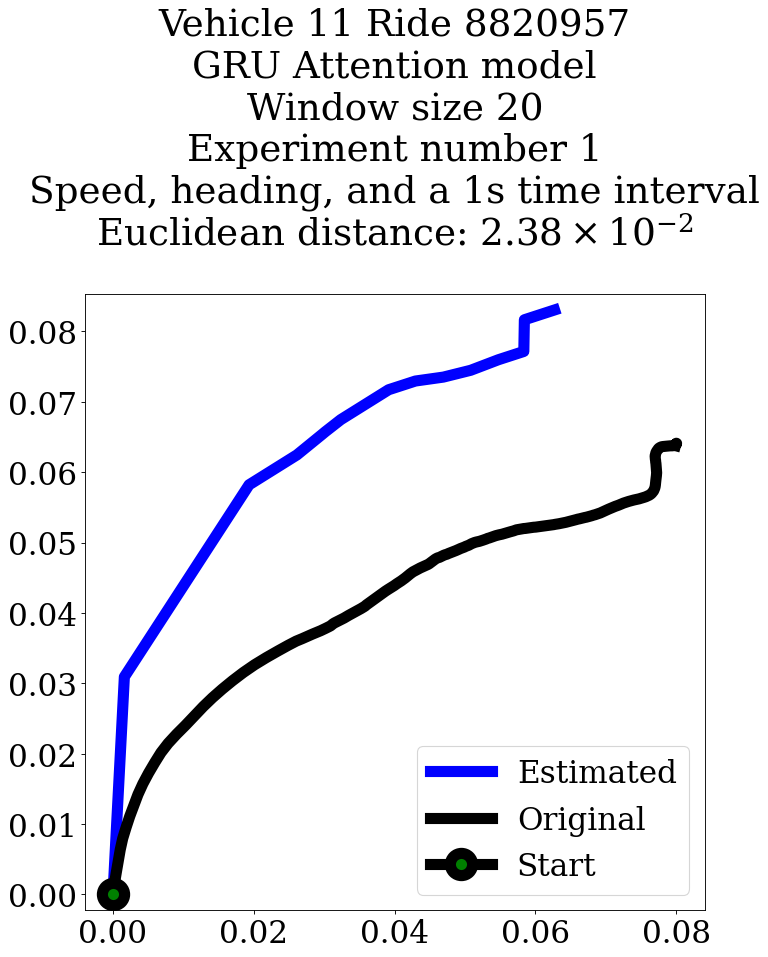 Vehicle 11 Ride 8820957
GRU Attention model
Window size 20
Experiment number 1
Speed, heading, and a 1s time interval
Euclidean distance: 2.38 × 10⁻²
0.08
0.07
0.06
0.05
0.04
0.03
0.02
0.01
0.00
Estimated
Original
Start
0.00 0.02 0.04 0.06 0.08